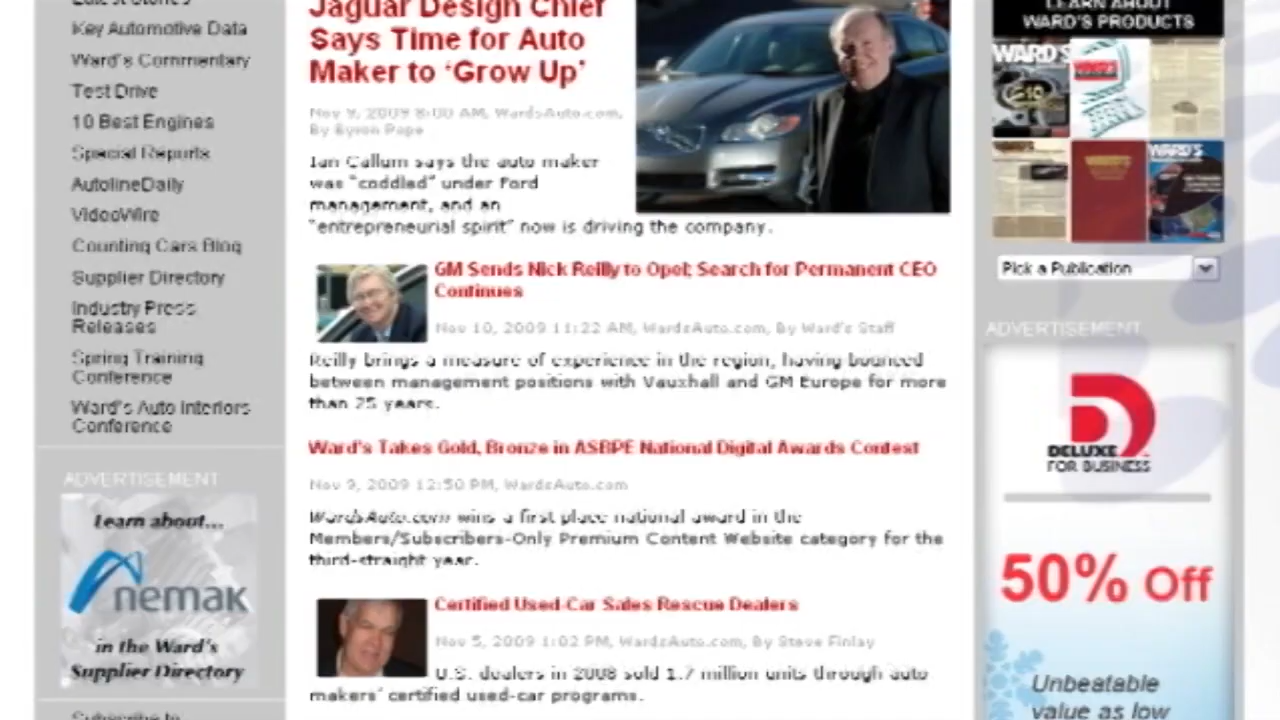 Latest Stories
Key Automotive Data
Ward's Commentary
Test Drive
10 Best Engines
Special Reports
AutolineDaily
VideoWire
Counting Cars Blog
Supplier Directory
Industry Press
Releases
Spring Training
Conference
Ward's Auto Interiors
Conference
ADVERTISEMENT
Learn about...
nemak
in the Ward's
Supplier Directory
Subscribe to
Jaguar Design Chief
Says Time for Auto
Maker to ‘Grow Up’
Nov 9, 2009 8:00 AM, WardsAuto.com,
By Byron Pope
Ian Callum says the auto maker
was "coddled" under Ford
management, and an
"entrepreneurial spirit" now is driving the company.
GM Sends Nick Reilly to Opel; Search for Permanent CEO
Continues
Nov 10, 2009 11:22 AM, WardsAuto.com, By Ward's Staff
Reilly brings a measure of experience in the region, having bounced
between management positions with Vauxhall and GM Europe for more
than 25 years.
Ward's Takes Gold, Bronze in ASBPE National Digital Awards Contest
Nov 9, 2009 12:50 PM, WardsAuto.com
WardsAuto.com wins a first place national award in the
Members/Subscribers-Only Premium Content Website category for the
third-straight year.
Certified Used-Car Sales Rescue Dealers
Nov 5, 2009 1:02 PM, WardsAuto.com, By Steve Finlay
U.S. dealers in 2008 sold 1.7 million units through auto
makers' certified used-car programs.
LEARN ABOUT
WARD'S PRODUCTS
WARD'S
10
WARD'S
WARD'S
Pick a Publication
ADVERTISEMENT
DELUXE
FOR BUSINESS
50% Off
Unbeatable
value as low